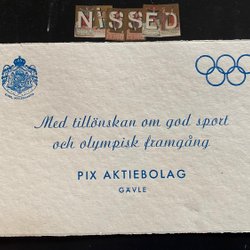 NISSED
Med tillönskan om god sport
och olympisk framgång
PIX AKTIEBOLAG
GÄVLE